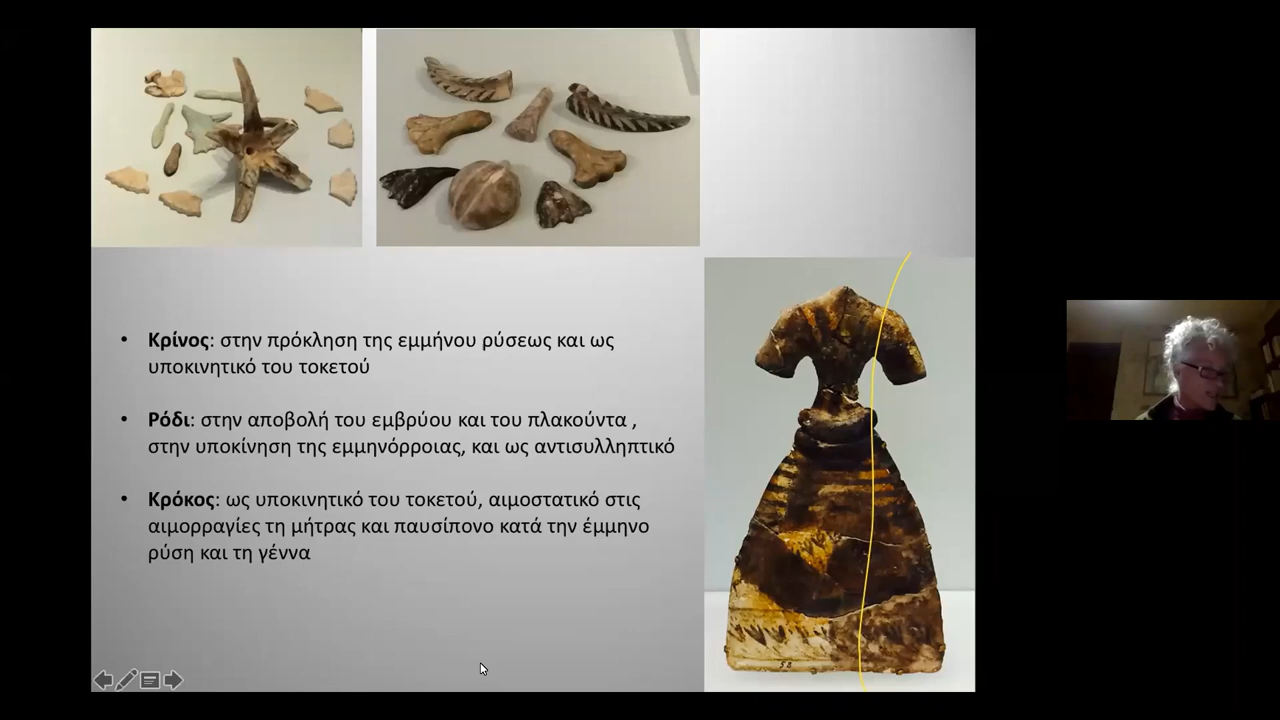 Κρίνος: στην πρόκληση της εμμήνου ρύσεως και ως
υποκινητικό του τοκετού
Ρόδι: στην αποβολή του εμβρύου και του πλακούντα ,
στην υποκίνηση της εμμηνόρροιας, και ως αντισυλληπτικό
Κρόκος: ως υποκινητικό του τοκετού, αιμοστατικό στις
αιμορραγίες τη μήτρας και παυσίπονο κατά την έμμηνο
ρύση και τη γέννα
58